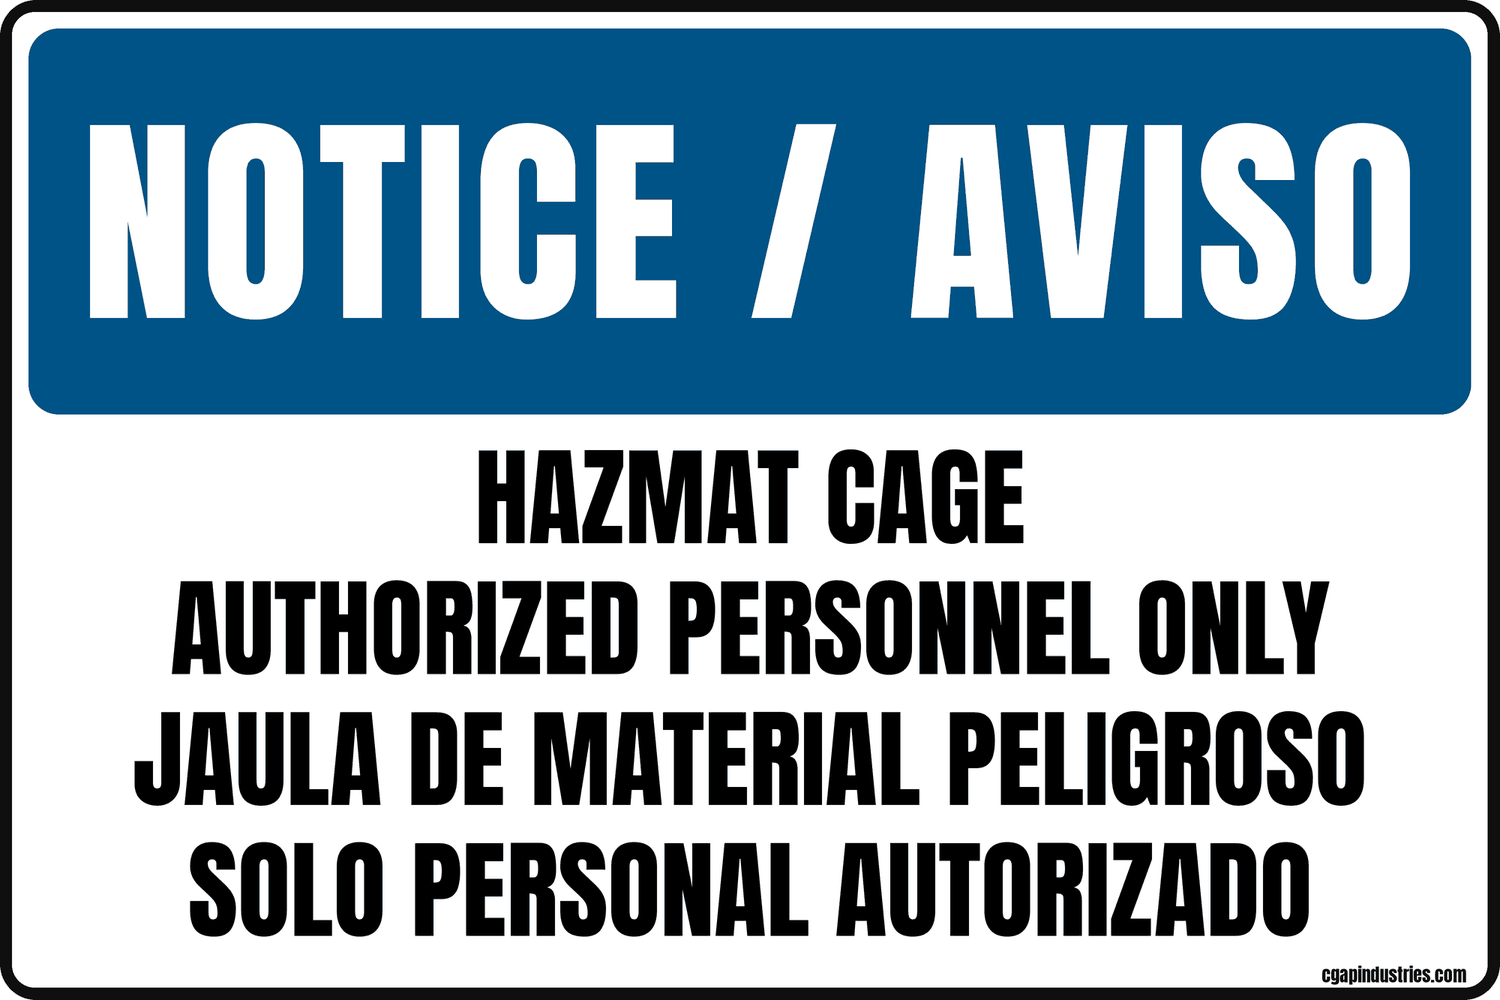 NOTICE / AVISO
HAZMAT CAGE
AUTHORIZED PERSONNEL ONLY
JAULA DE MATERIAL PELIGROSO
SOLO PERSONAL AUTORIZADO
cgapindustries.com